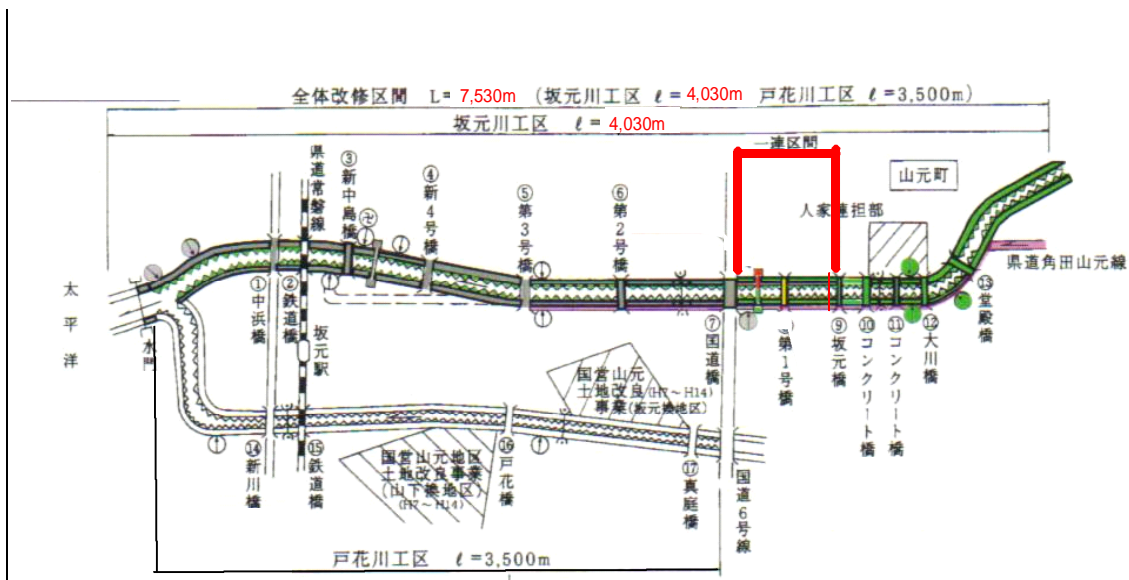 全体改修区間 L= 7,530m (坂元川工区 ℓ = 4,030m 戸花川工区 ℓ=3,500m)
坂元川工区 ℓ = 4,030m
一連区間
山元町
人家連担部
県道角田山元線
県道常磐線
③新中島橋
卍
④新4号橋
⑤第3号橋
⑥第2号橋
太平洋
水門
①中浜橋
②鉄道橋
坂元駅
⑦国道橋
第1号橋
⑨坂元橋
⑩コンクリート橋
⑪コンクリート橋
⑫大川橋
⑬堂殿橋
国営山元
土地改良(H7~H14)
事業(坂元換地区)
⑭新川橋
⑮鉄道橋
国営山元地区
土地改良事業
(山下換地区)
(H7~H14)
⑯戸花橋
⑰真庭橋
国道6号線
戸花川工区 ℓ=3,500m